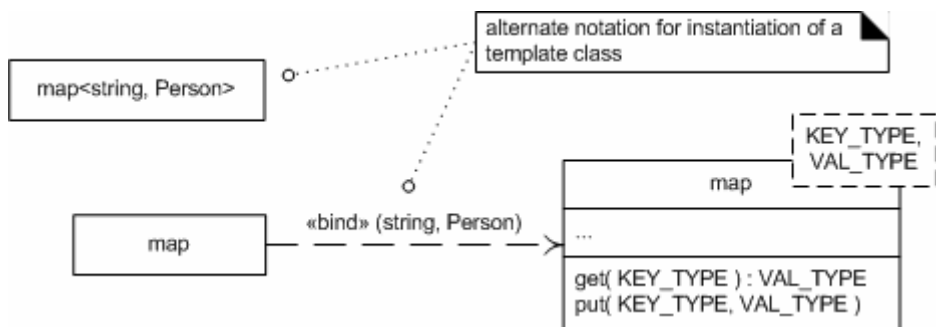 alternate notation for instantiation of a
template class
map<string, Person>
KEY_TYPE,
VAL_TYPE
map
«bind» (string, Person)
map
...
get( KEY_TYPE ) : VAL_TYPE
put( KEY_TYPE, VAL_TYPE )